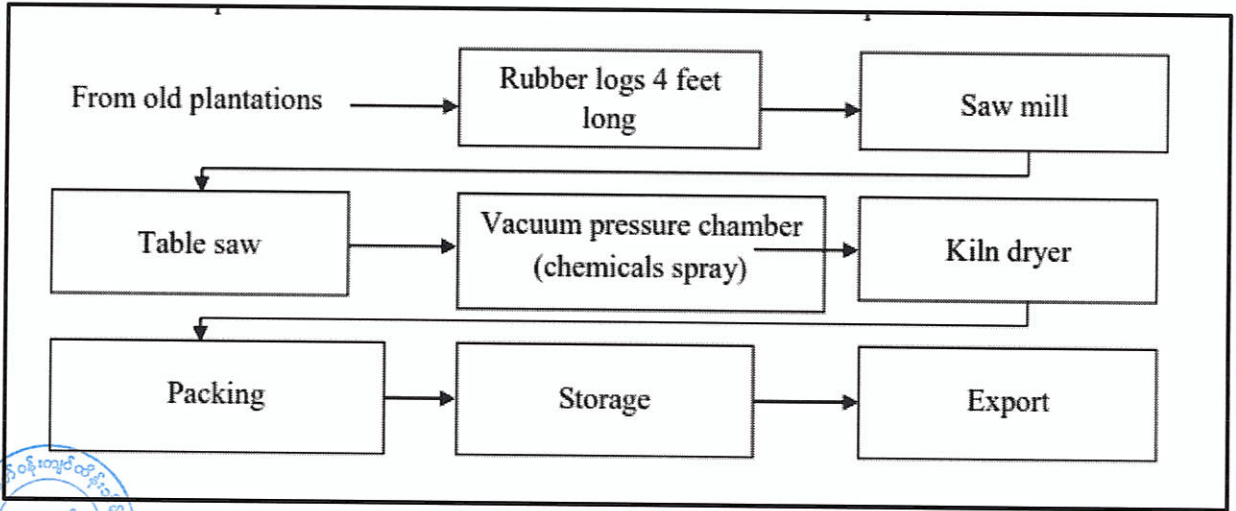 From old plantations
Rubber logs 4 feet
long
Saw mill
Table saw
Vacuum pressure chamber
(chemicals spray)
Kiln dryer
Packing
Storage
Export